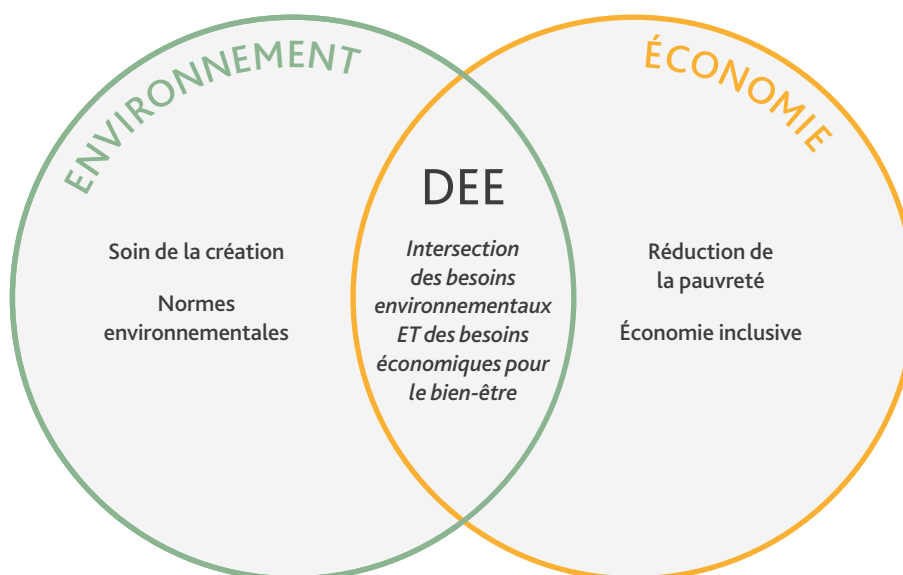 ENVIRONNEMENT
ÉCONOMIE
Soin de la création
Normes
environnementales
DEE
Intersection
des besoins
environnementaux
ET des besoins
économiques pour
le bien-être
Réduction de
la pauvreté
Économie inclusive